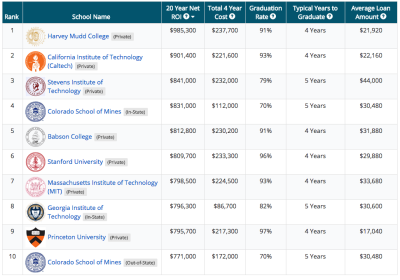 Rank School Name 20 Year Net ROI Total 4 Year Cost Graduation Rate Typical Years to Graduate Average Loan Amount
1 Harvey Mudd College (Private) $985,300 $237,700 91% 4 Years $21,920
2 California Institute of Technology (Caltech) (Private) $901,400 $221,600 93% 4 Years $22,160
3 Stevens Institute of Technology (Private) $841,000 $232,000 79% 5 Years $44,000
4 Colorado School of Mines (In-State) $831,000 $112,000 70% 5 Years $30,480
5 Babson College (Private) $812,800 $230,200 91% 4 Years $31,880
6 Stanford University (Private) $809,700 $233,300 96% 4 Years $29,880
7 Massachusetts Institute of Technology (MIT) (Private) $798,500 $224,500 93% 4 Years $33,680
8 Georgia Institute of Technology (In-State) $796,300 $86,700 82% 5 Years $30,600
9 Princeton University (Private) $795,700 $217,300 97% 4 Years $17,040
10 Colorado School of Mines (Out-of-State) $771,000 $172,000 70% 5 Years $30,480